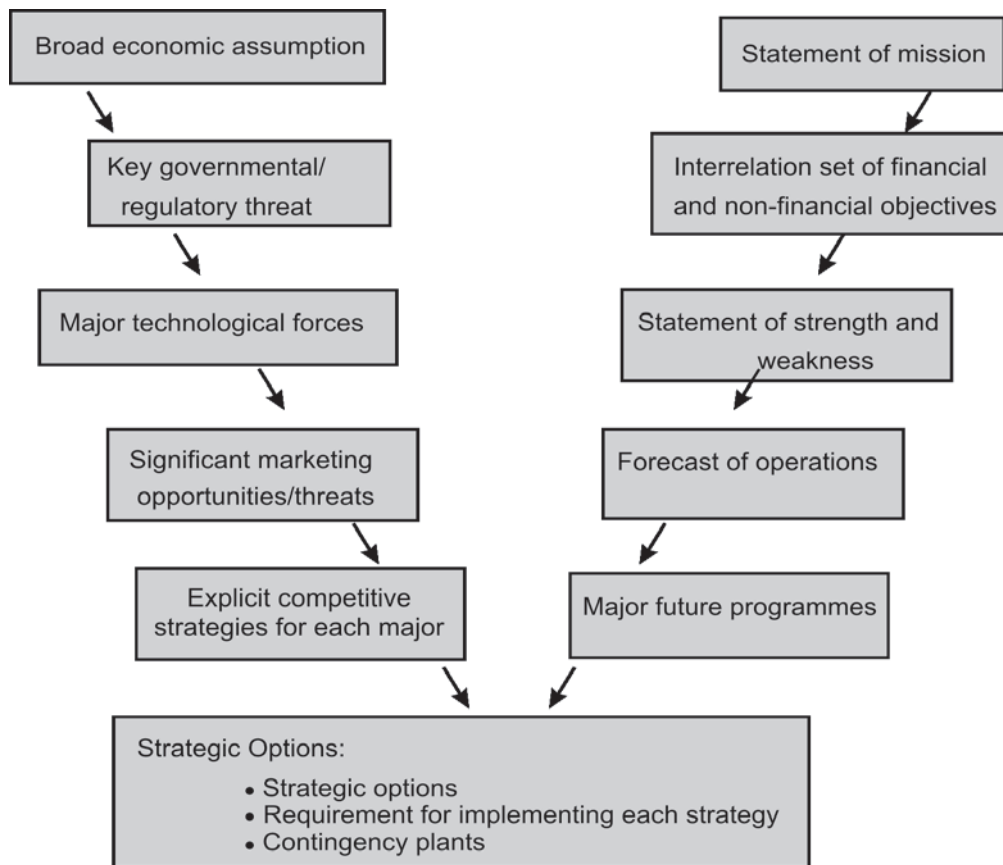 Broad economic assumption
Key governmental/
regulatory threat
Major technological forces
Significant marketing
opportunities/threats
Explicit competitive
strategies for each major
Statement of mission
Interrelation set of financial
and non-financial objectives
Statement of strength and
weakness
Forecast of operations
Major future programmes
Strategic Options:
• Strategic options
• Requirement for implementing each strategy
• Contingency plants